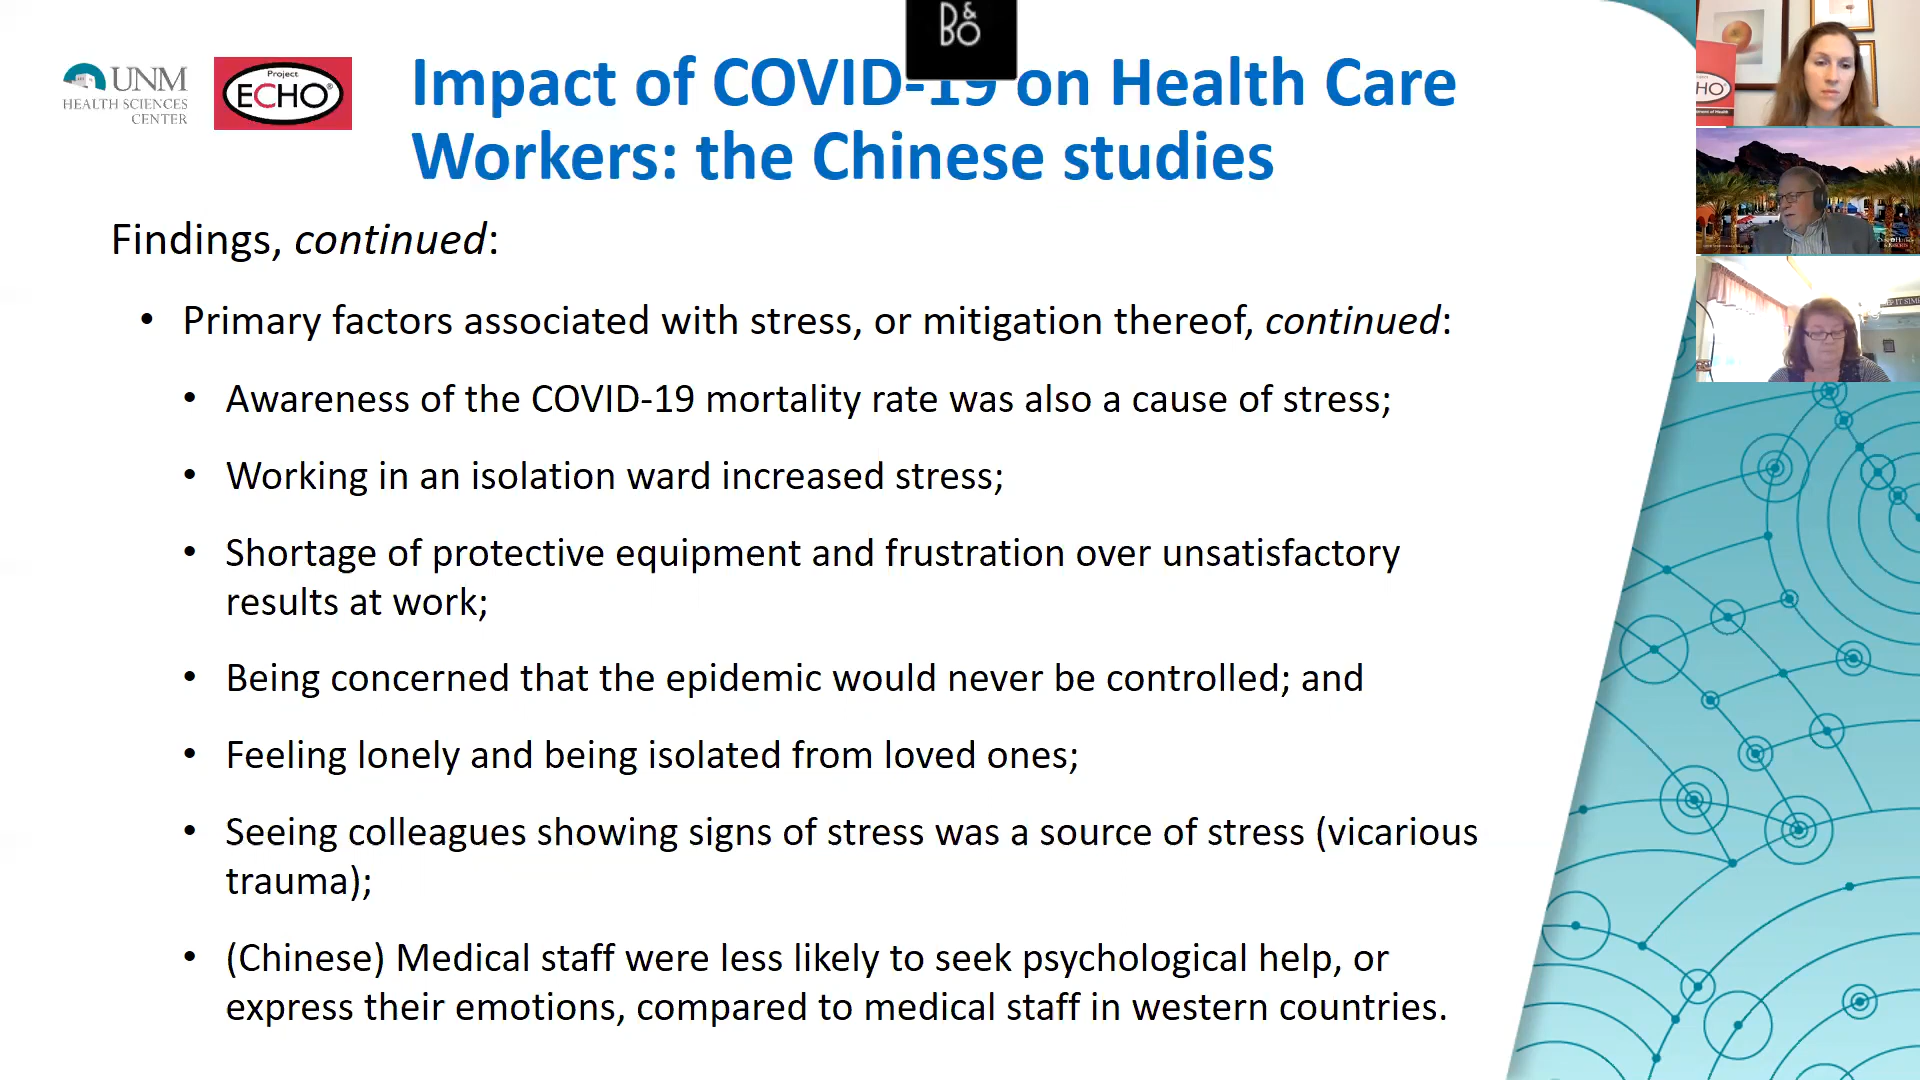 B&O
UNM
HEALTH SCIENCES
CENTER
Project
ECHO®
Impact of COVID-19 on Health Care
Workers: the Chinese studies
Findings, continued:
• Primary factors associated with stress, or mitigation thereof, continued:
• Awareness of the COVID-19 mortality rate was also a cause of stress;
• Working in an isolation ward increased stress;
• Shortage of protective equipment and frustration over unsatisfactory
results at work;
• Being concerned that the epidemic would never be controlled; and
• Feeling lonely and being isolated from loved ones;
• Seeing colleagues showing signs of stress was a source of stress (vicarious
trauma);
• (Chinese) Medical staff were less likely to seek psychological help, or
express their emotions, compared to medical staff in western countries.
HO®